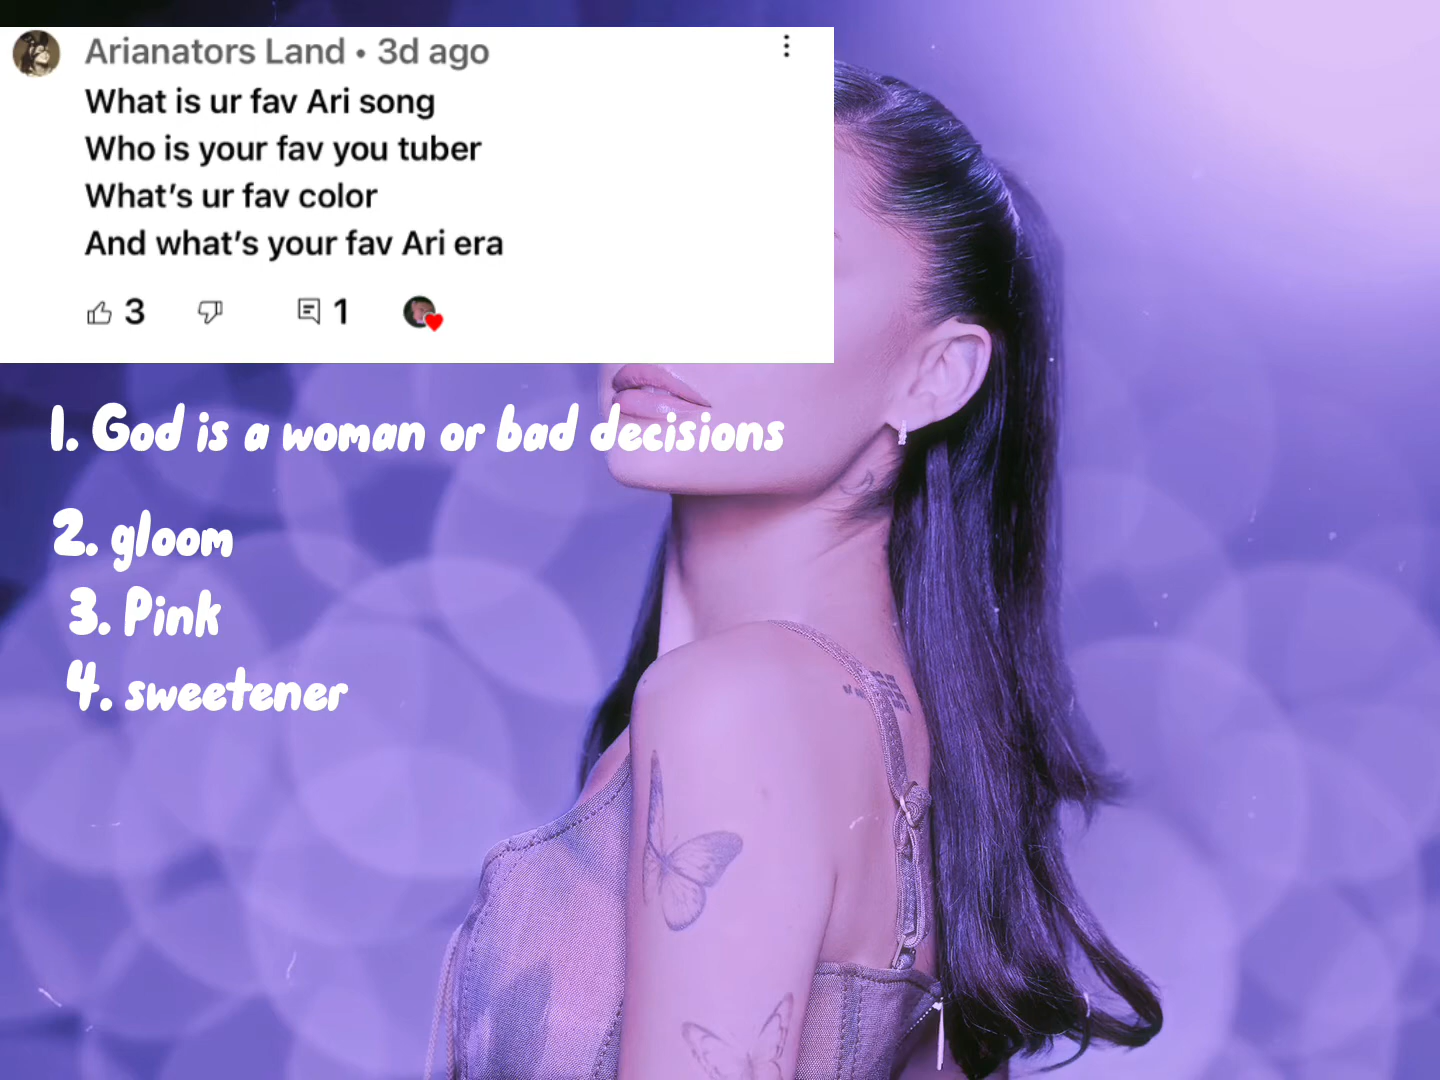 Arianators Land • 3d ago
What is ur fav Ari song
Who is your fav you tuber
What's ur fav color
And what's your fav Ari era
3 1
1. God is a woman or bad decisions
2. gloom
3. Pink
4. sweetener